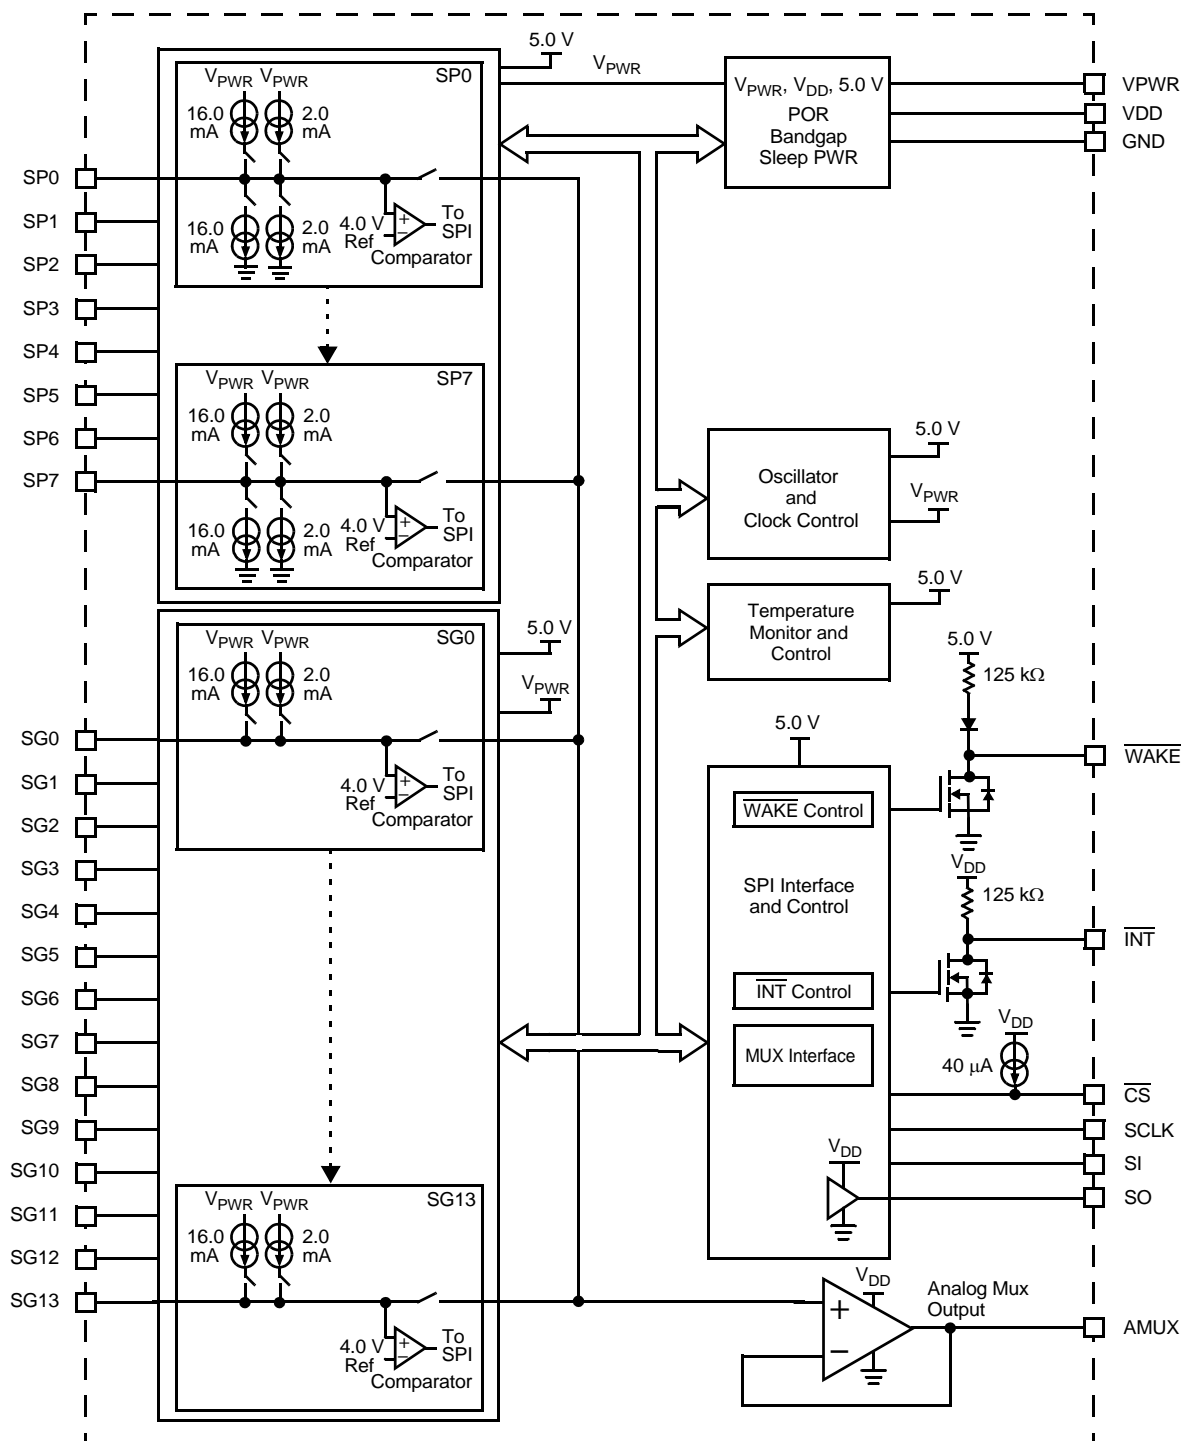 5.0 V
VPWR VPWR
SP0
16.0 mA
2.0 mA
16.0 mA
2.0 mA
4.0 V Ref
+
−
To SPI
Comparator
VPWR
VPWR, VDD, 5.0 V
POR
Bandgap
Sleep PWR
VPWR
VDD
GND
SP0
SP1
SP2
SP3
SP4
SP5
SP6
SP7
VPWR VPWR
SP7
16.0 mA
2.0 mA
16.0 mA
2.0 mA
4.0 V Ref
+
−
To SPI
Comparator
Oscillator
and
Clock Control
5.0 V
VPWR
Temperature
Monitor and
Control
5.0 V
VPWR VPWR
SG0
16.0 mA
2.0 mA
4.0 V Ref
+
−
To SPI
Comparator
5.0 V
VPWR
SG0
SG1
SG2
SG3
SG4
SG5
SG6
SG7
SG8
SG9
SG10
SG11
SG12
SG13
5.0 V
WAKE Control
SPI Interface
and Control
INT Control
MUX Interface
VDD
5.0 V
125 kΩ
WAKE
VDD
125 kΩ
INT
VDD
40 μA
CS
SCLK
SI
SO
VPWR VPWR
SG13
16.0 mA
2.0 mA
4.0 V Ref
+
−
To SPI
Comparator
VDD
+
−
Analog Mux
Output
AMUX